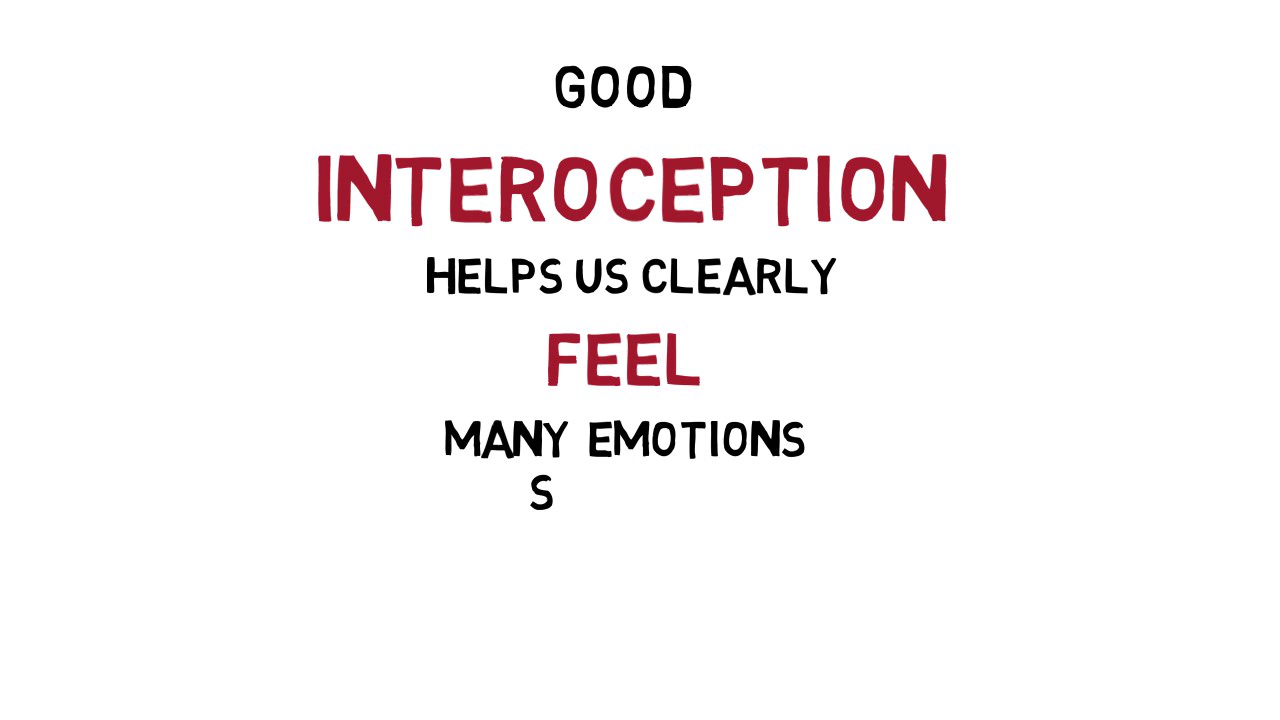 GOOD
INTEROCEPTION
HELPS US CLEARLY
FEEL
MANY EMOTIONS
S